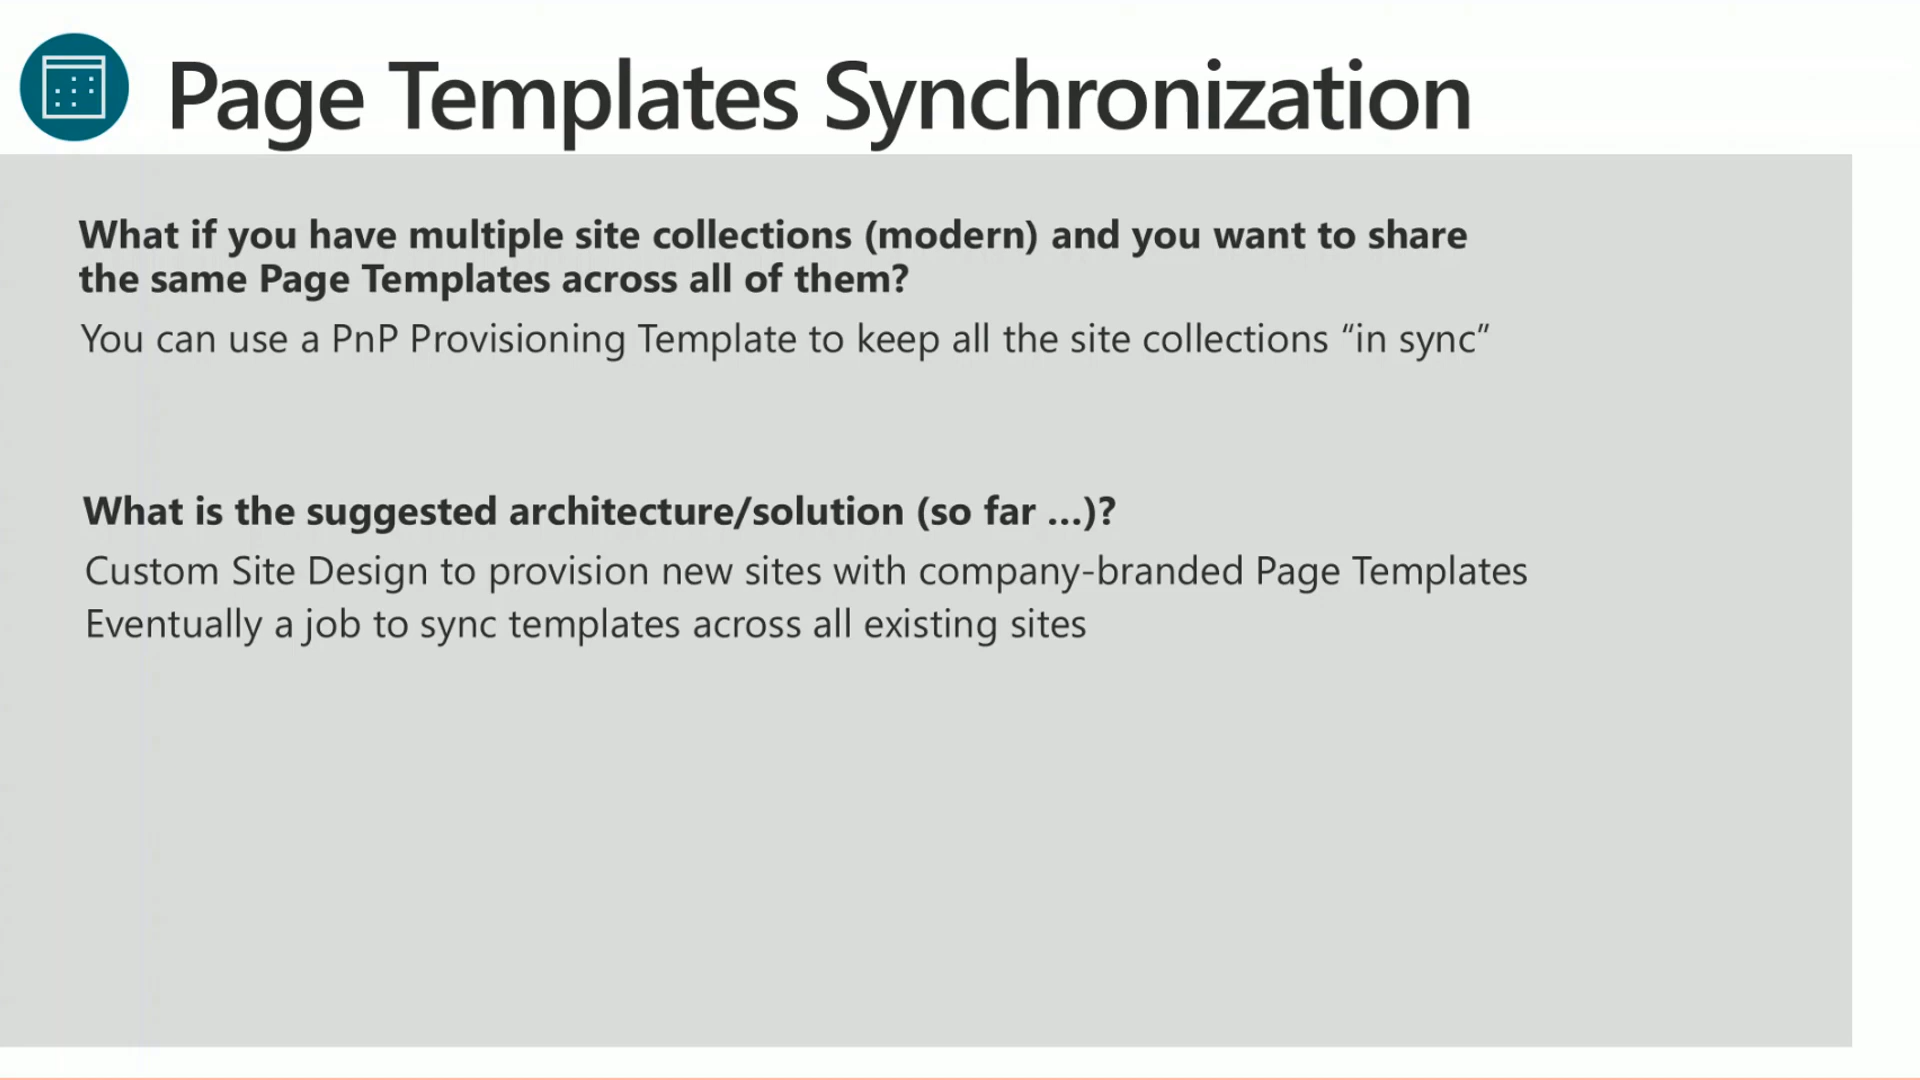 Page Templates Synchronization
What if you have multiple site collections (modern) and you want to share
the same Page Templates across all of them?
You can use a PnP Provisioning Template to keep all the site collections “in sync”
What is the suggested architecture/solution (so far …)?
Custom Site Design to provision new sites with company-branded Page Templates
Eventually a job to sync templates across all existing sites